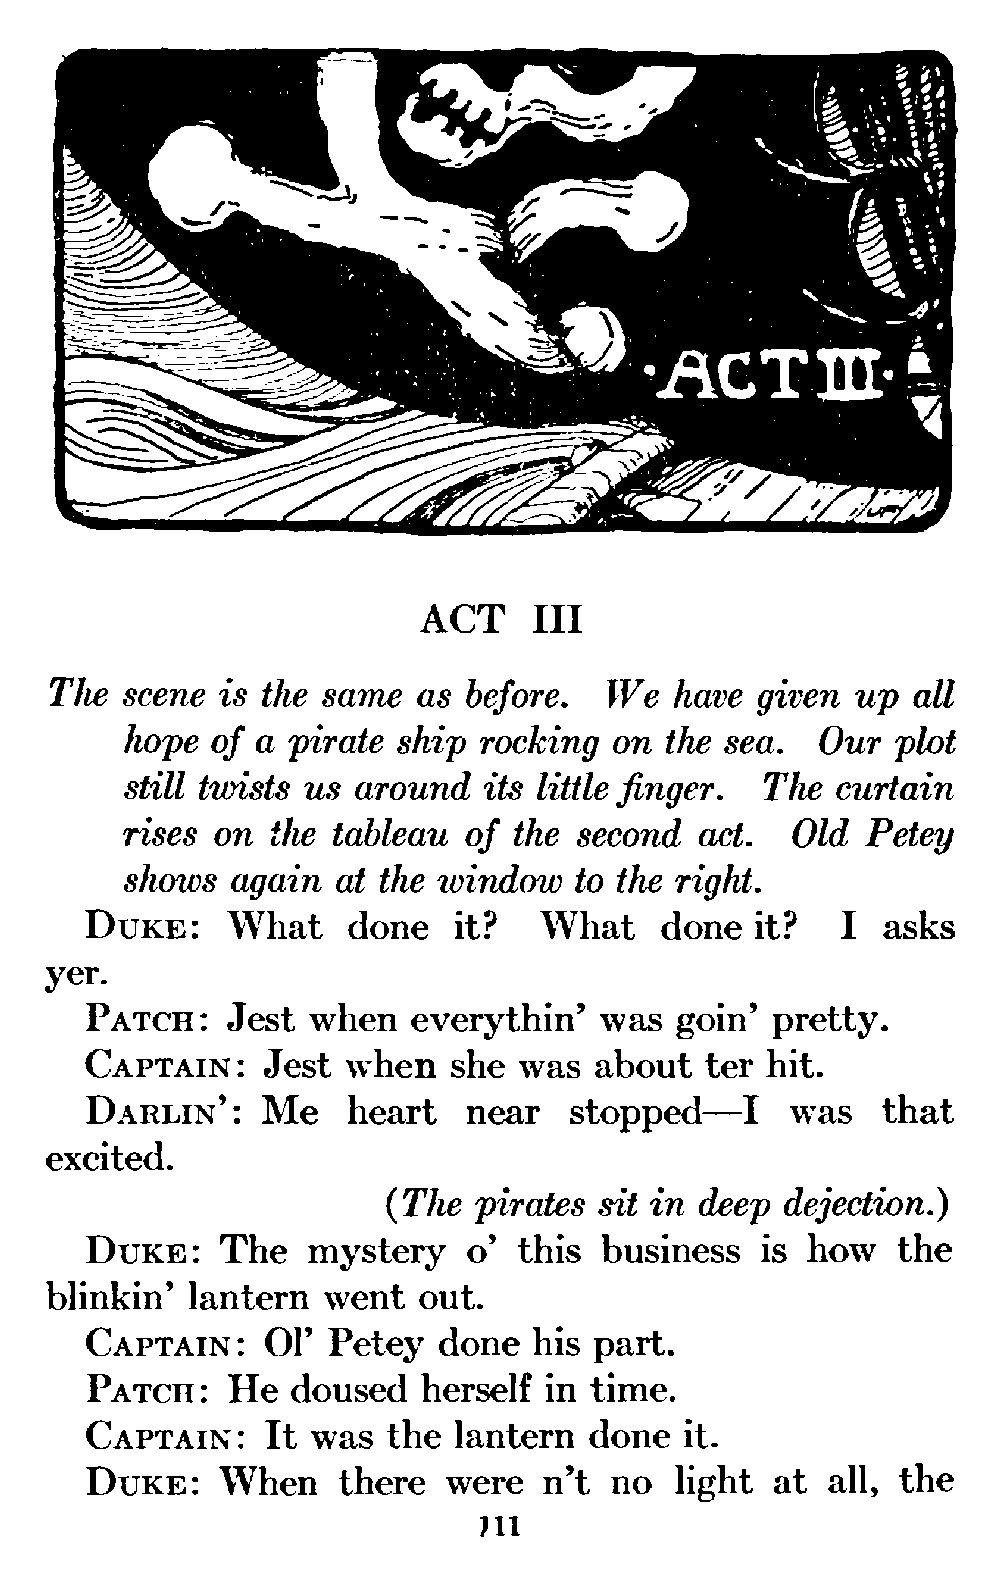 ·ACT III·
ACT III
The scene is the same as before. We have given up all
hope of a pirate ship rocking on the sea. Our plot
still twists us around its little finger. The curtain
rises on the tableau of the second act. Old Petey
shows again at the window to the right.
DUKE: What done it? What done it? I asks
yer.
PATCH: Jest when everythin' was goin' pretty.
CAPTAIN: Jest when she was about ter hit.
DARLIN': Me heart near stopped—I was that
excited.
(The pirates sit in deep dejection.)
DUKE: The mystery o' this business is how the
blinkin' lantern went out.
CAPTAIN: Ol' Petey done his part.
PATCH: He doused herself in time.
CAPTAIN: It was the lantern done it.
DUKE: When there were n't no light at all, the
111